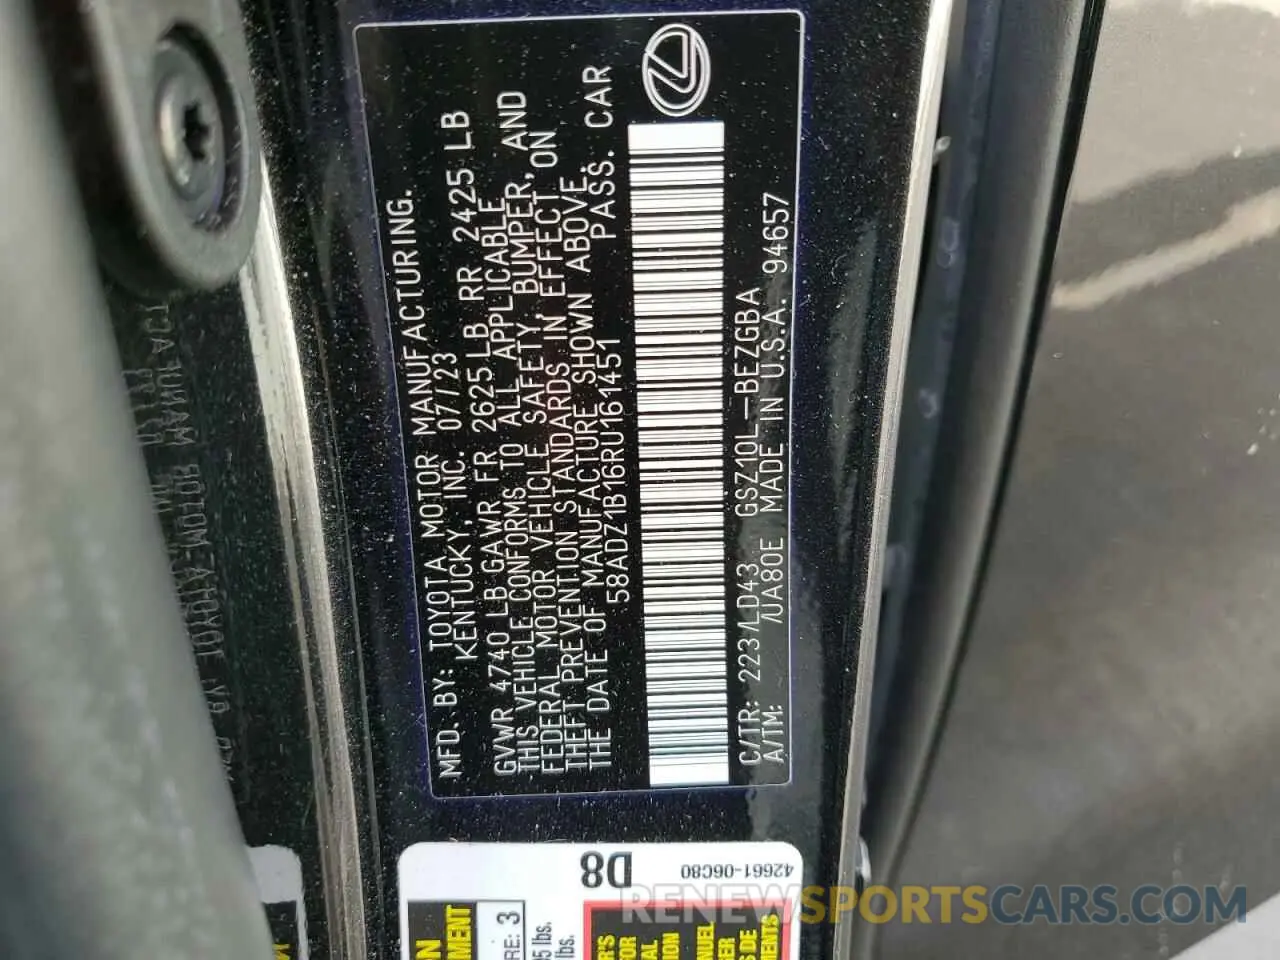 MFD. BY: TOYOTA MOTOR MANUFACTURING.
KENTUCKY, INC. 07/23
GVWR 4740 LB GAWR FR 2625LB RR 2425 LB
THIS VEHICLE CONFORMS TO ALL APPLICABLE
FEDERAL MOTOR VEHICLE SAFETY, BUMPER, AND
THEFT PREVENTION STANDARDS IN EFFECT ON
THE DATE OF MANUFACTURE SHOWN ABOVE.
58ADZ1B16RU161451 PASS. CAR
C/TR: 223/LD43 GSZ10L-BEZGBA
A/TM: /UA80E MADE IN U.S.A. 94657
D8
42661-06C80
3
RENEWSPORTSCARS.COM